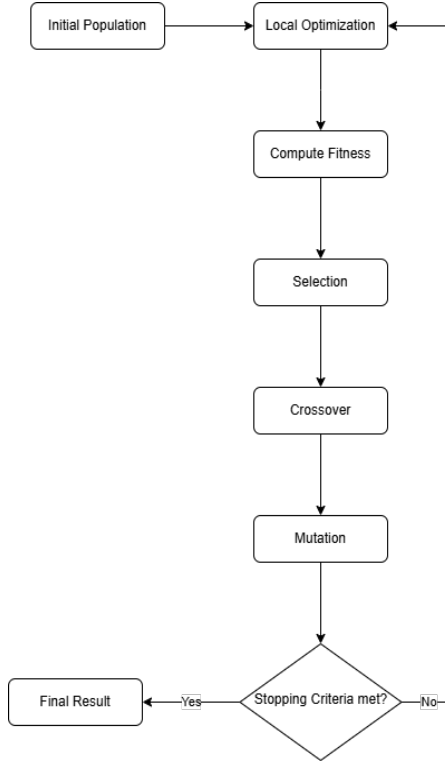 Initial Population
Local Optimization
Compute Fitness
Selection
Crossover
Mutation
Stopping Criteria met?
Yes
No
Final Result